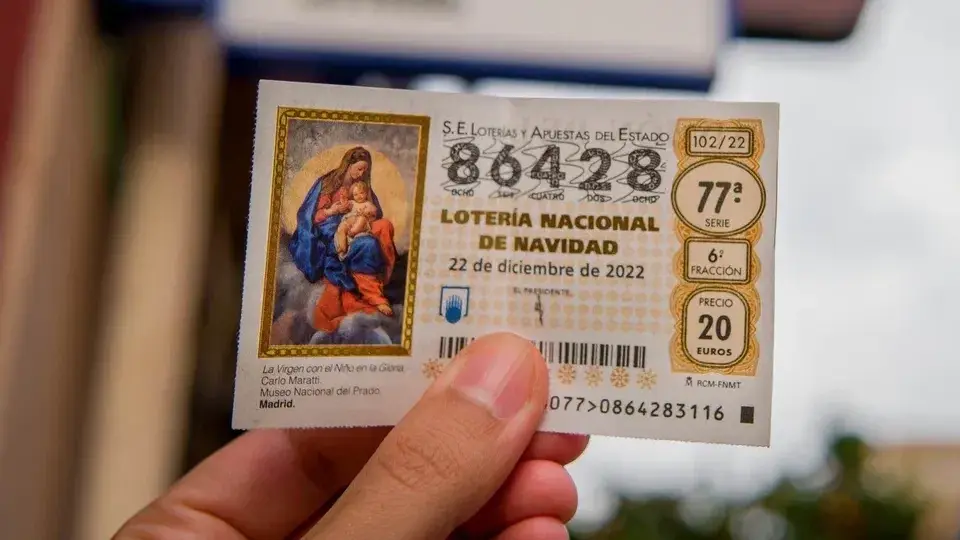 S.E. LOTERÍAS Y APUESTAS DEL ESTADO
86428
OCHO SEIS CUATRO DOS OCHO
LOTERÍA NACIONAL
DE NAVIDAD
22 de diciembre de 2022
EL PRESIDENTE,
102/22
77ª
SERIE
6ª
FRACCIÓN
PRECIO
20
EUROS
RCM-FNMT
La Virgen con el Niño en la Gloria.
Carlo Maratti.
Museo Nacional del Prado.
Madrid.
077>0864283116